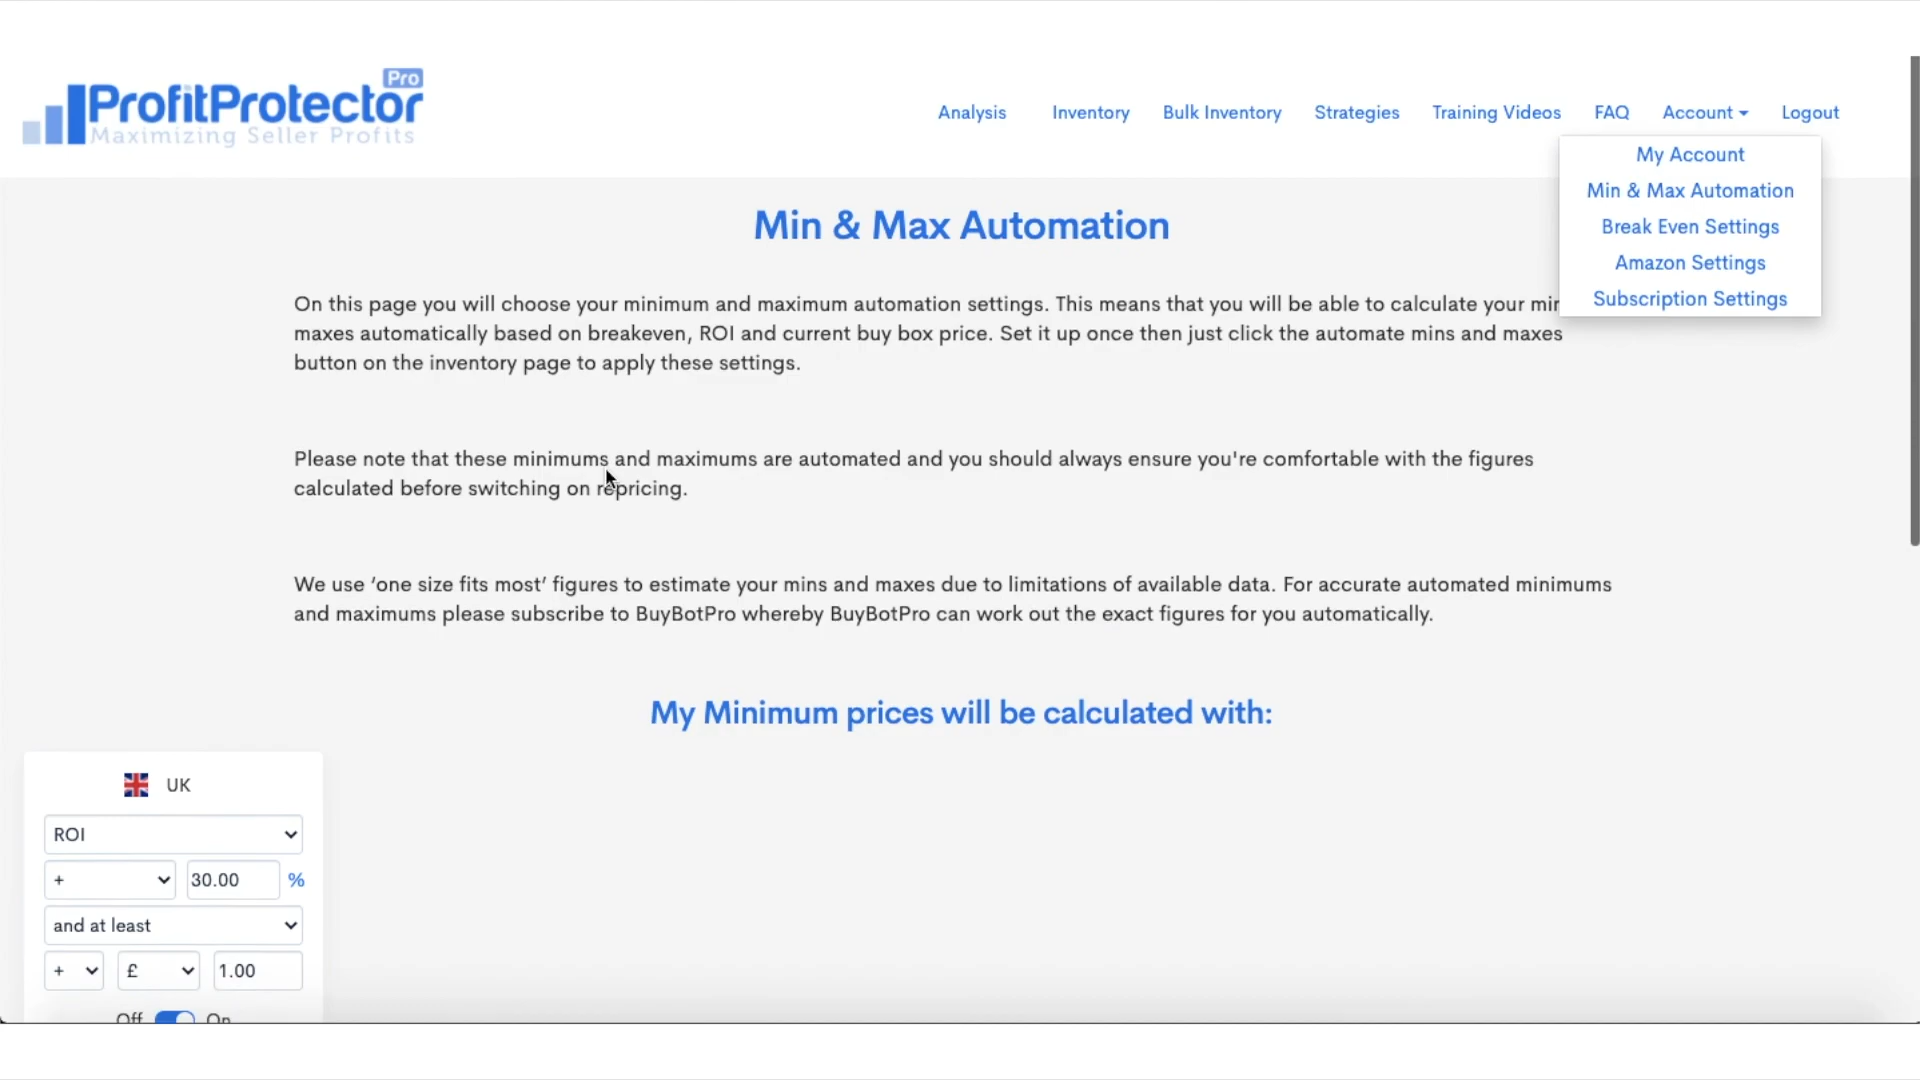 Pro
ProfitProtector
Maximizing Seller Profits
Analysis Inventory Bulk Inventory Strategies Training Videos FAQ Account Logout
My Account
Min & Max Automation
Break Even Settings
Amazon Settings
Subscription Settings
Min & Max Automation
On this page you will choose your minimum and maximum automation settings. This means that you will be able to calculate your
maxes automatically based on breakeven, ROI and current buy box price. Set it up once then just click the automate mins and maxes
button on the inventory page to apply these settings.
Please note that these minimums and maximums are automated and you should always ensure you're comfortable with the figures
calculated before switching on repricing.
We use ‘one size fits most’ figures to estimate your mins and maxes due to limitations of available data. For accurate automated minimums
and maximums please subscribe to BuyBotPro whereby BuyBotPro can work out the exact figures for you automatically.
My Minimum prices will be calculated with:
UK
ROI
+ 30.00 %
and at least
+ £ 1.00
Off On